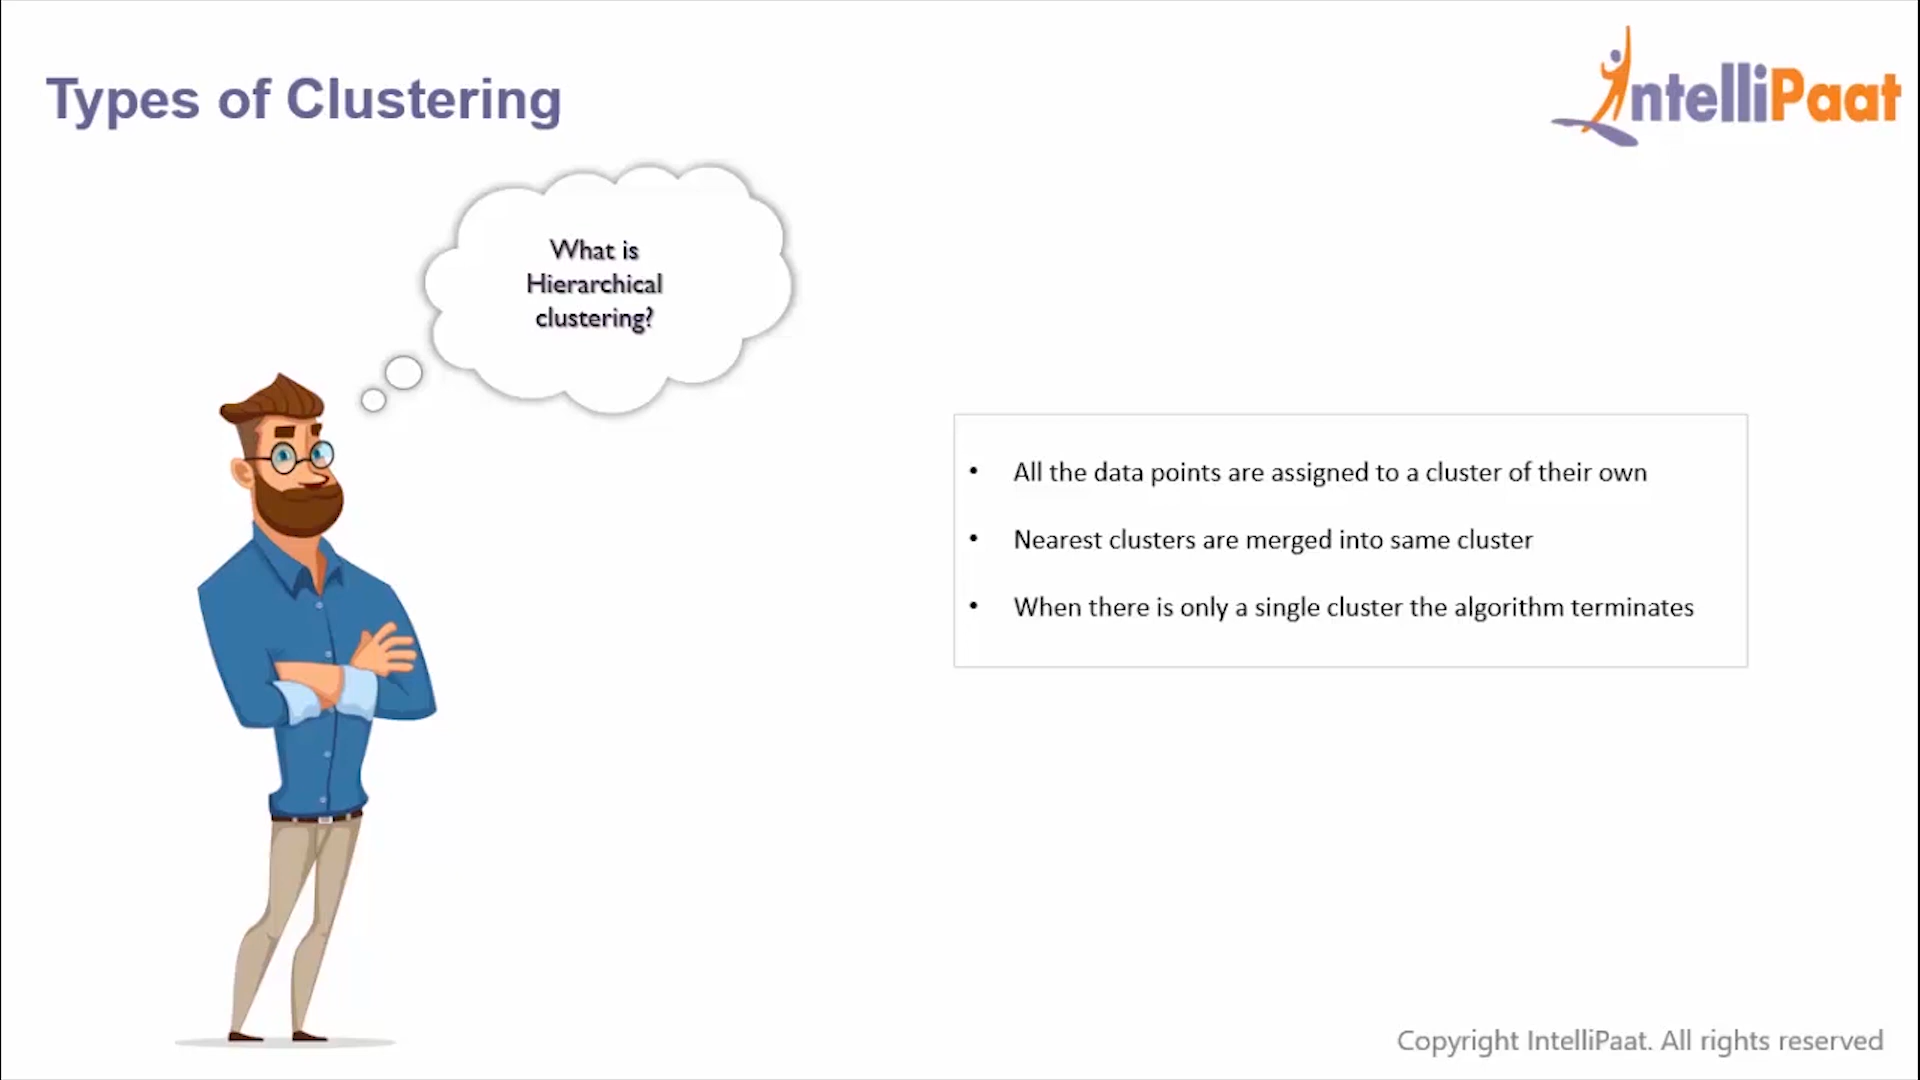 Types of Clustering
IntelliPaat
What is
Hierarchical
clustering?
• All the data points are assigned to a cluster of their own
• Nearest clusters are merged into same cluster
• When there is only a single cluster the algorithm terminates
Copyright IntelliPaat. All rights reserved